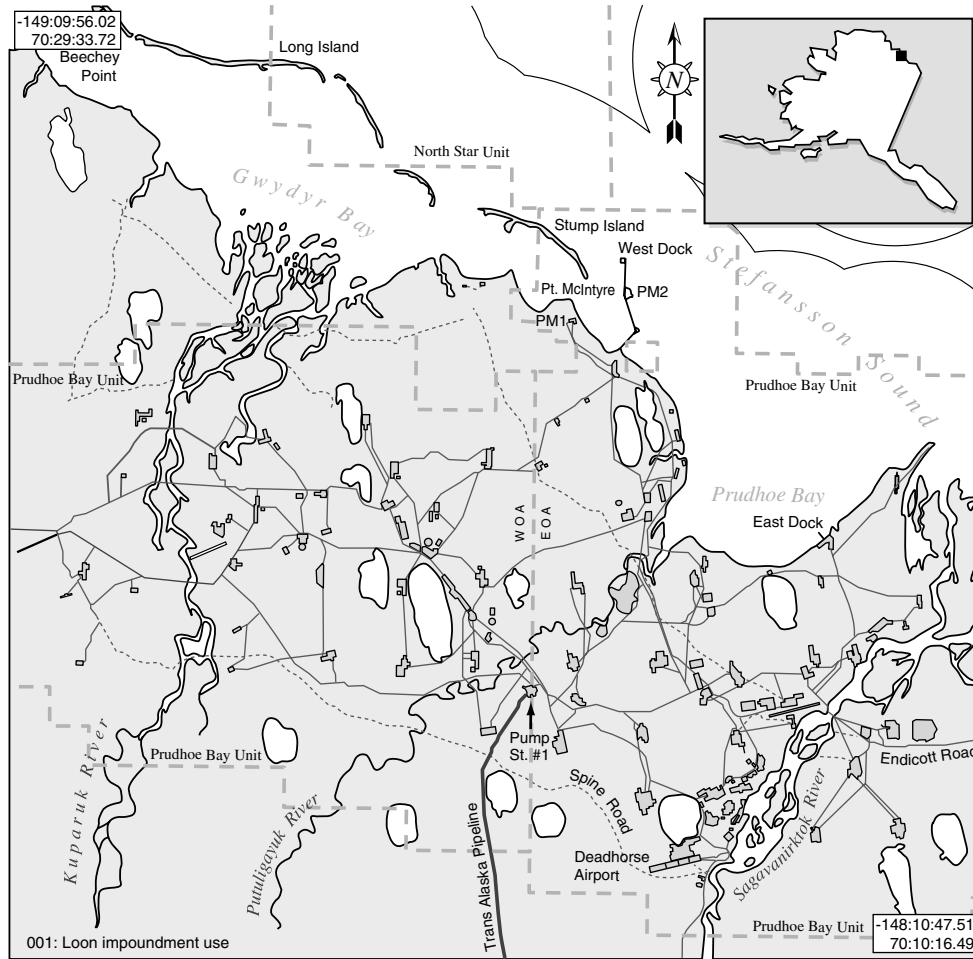 -149:09:56.02
70:29:33.72
Beechey
Point
Long Island
N
North Star Unit
Gwydyr Bay
Stump Island
West Dock
Pt. McIntyre
PM2
PM1
Stefansson Sound
Prudhoe Bay Unit
Prudhoe Bay Unit
Prudhoe Bay
East Dock
WOA
EOA
Pump
St. #1
Prudhoe Bay Unit
Endicott Road
Spine Road
Kuparuk River
Putuligayuk River
Trans Alaska Pipeline
Deadhorse
Airport
Sagavanirktok River
Prudhoe Bay Unit
-148:10:47.51
70:10:16.49
001: Loon impoundment use